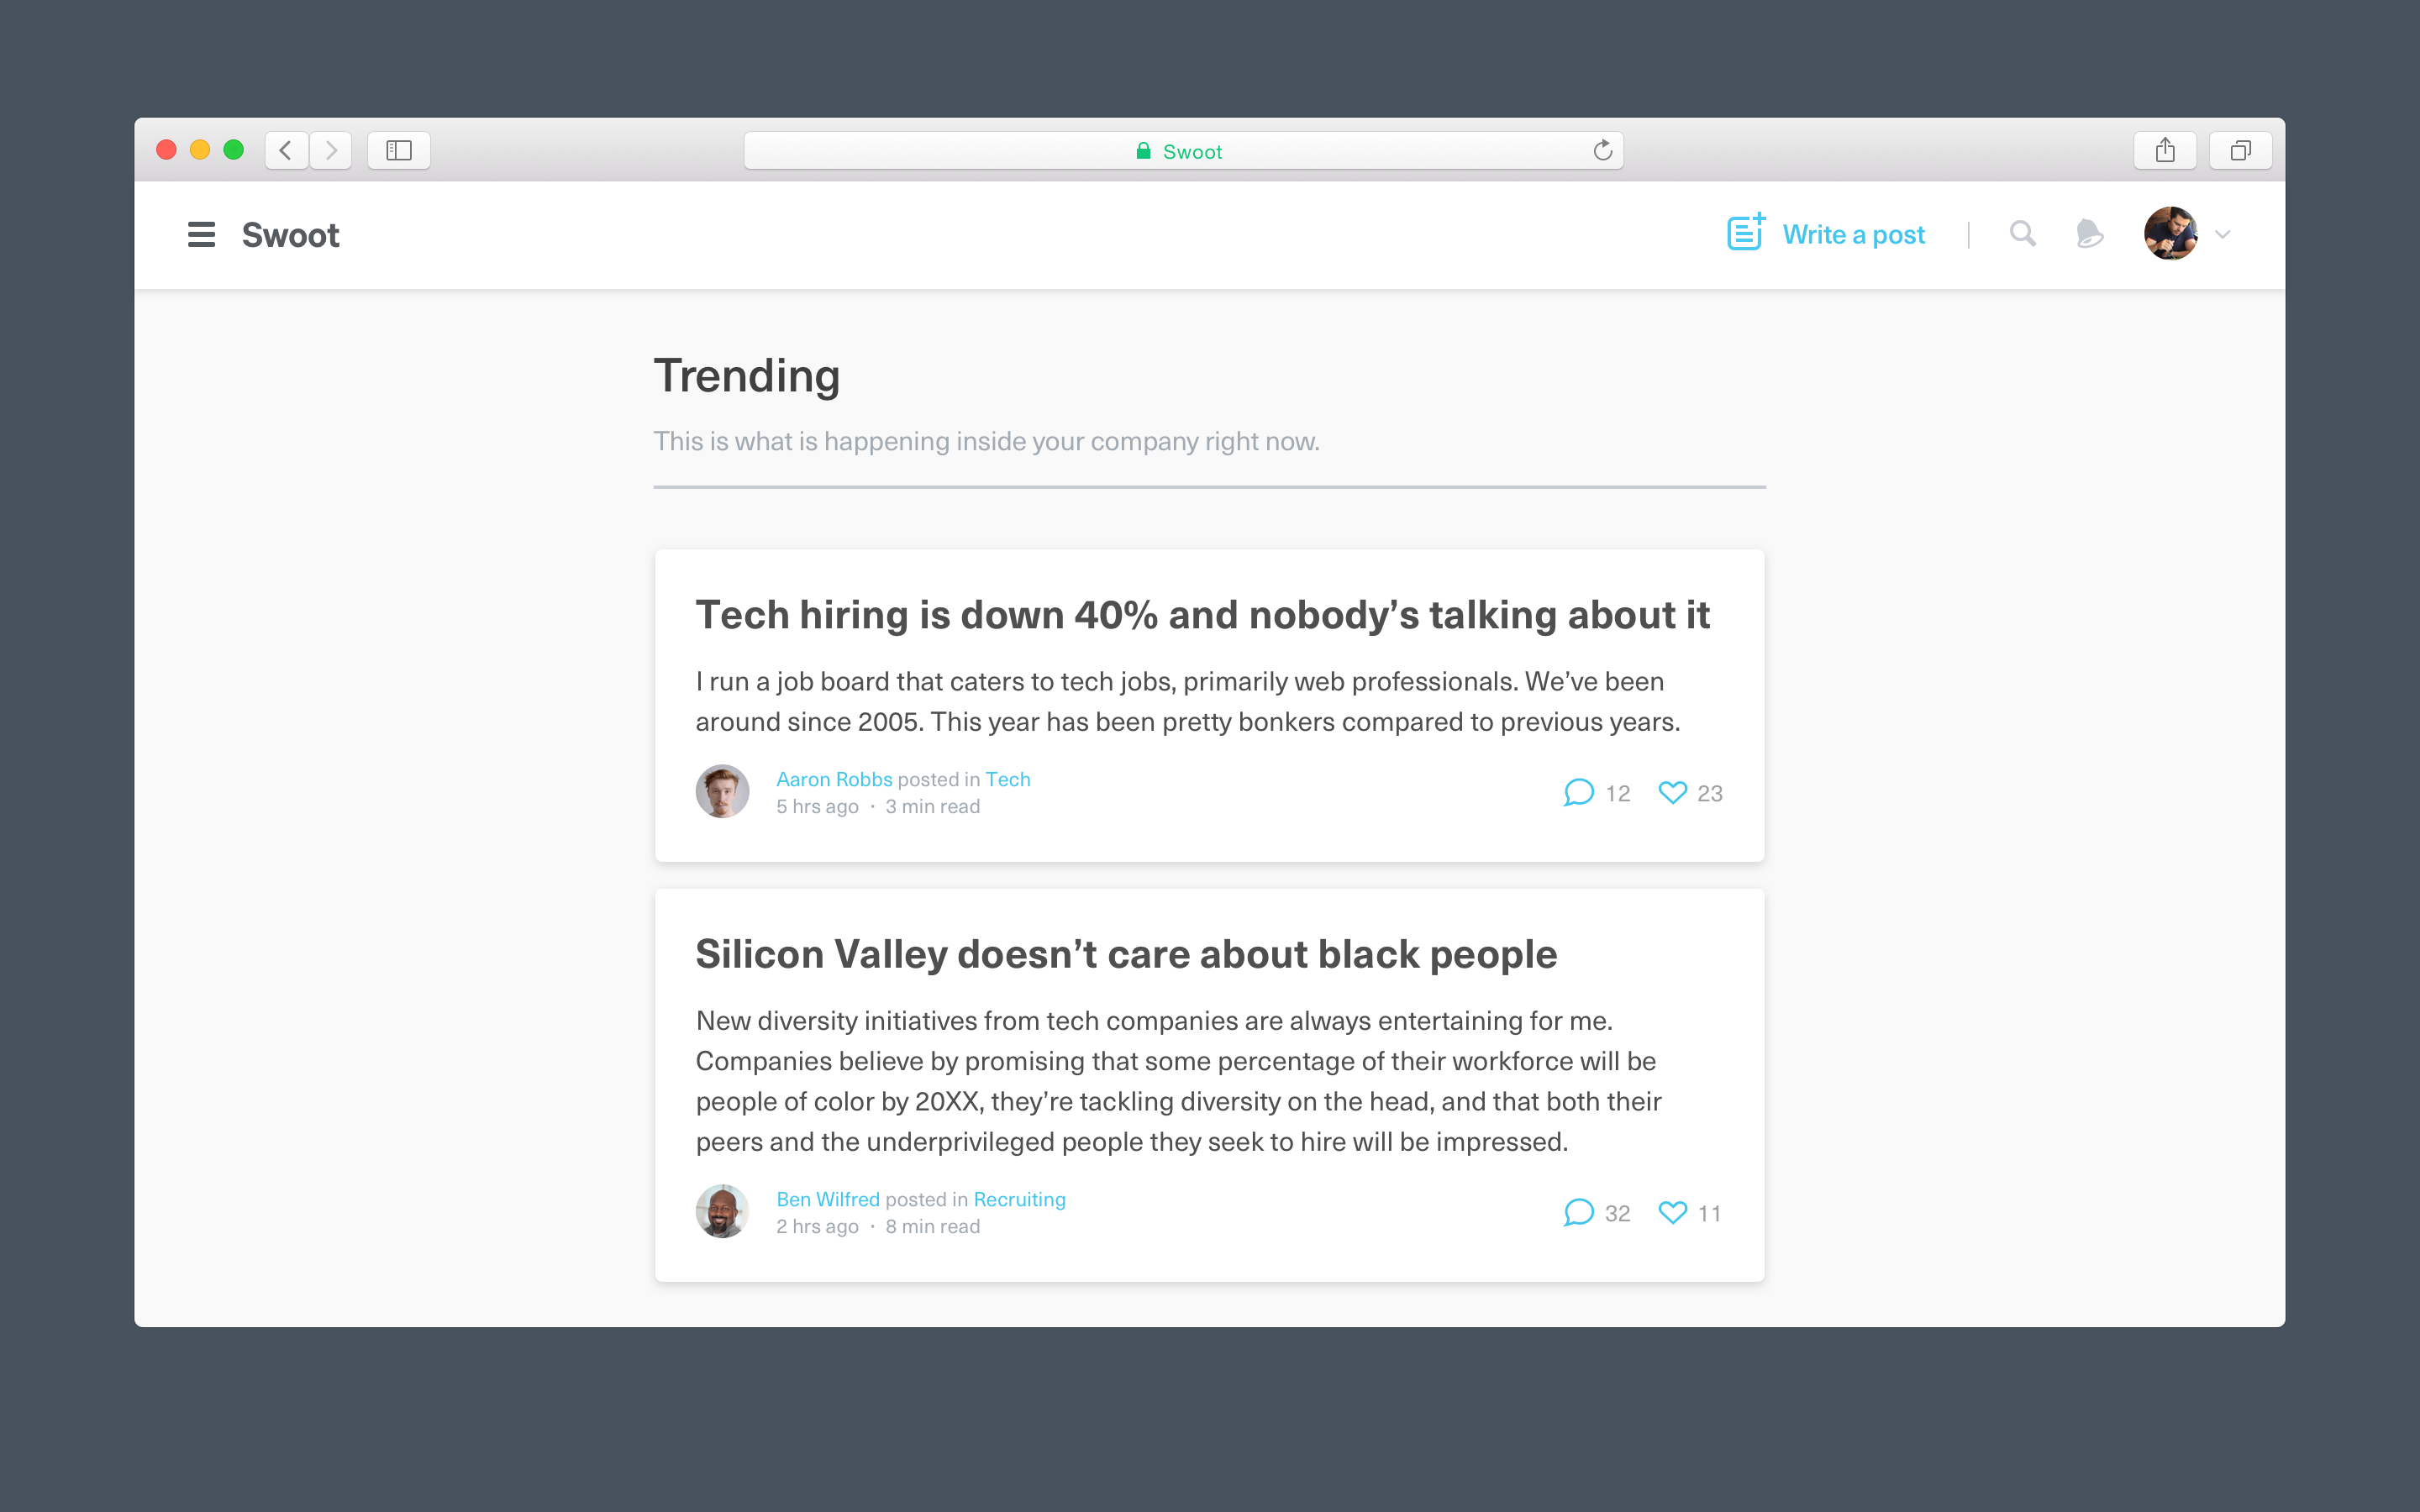 Swoot
Swoot
Write a post
Trending
This is what is happening inside your company right now.
Tech hiring is down 40% and nobody’s talking about it
I run a job board that caters to tech jobs, primarily web professionals. We’ve been
around since 2005. This year has been pretty bonkers compared to previous years.
Aaron Robbs posted in Tech
5 hrs ago · 3 min read
12 23
Silicon Valley doesn’t care about black people
New diversity initiatives from tech companies are always entertaining for me.
Companies believe by promising that some percentage of their workforce will be
people of color by 20XX, they’re tackling diversity on the head, and that both their
peers and the underprivileged people they seek to hire will be impressed.
Ben Wilfred posted in Recruiting
2 hrs ago · 8 min read
32 11